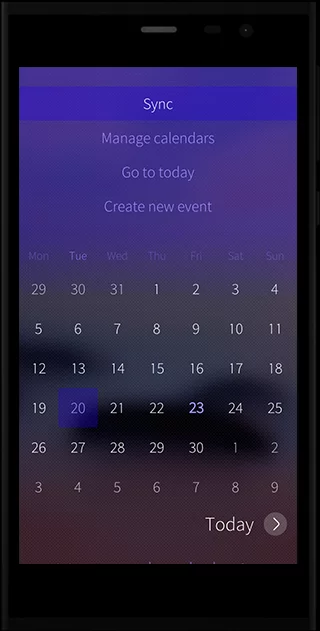 Sync
Manage calendars
Go to today
Create new event
Mon Tue Wed Thu Fri Sat Sun
29 30 31 1 2 3 4
5 6 7 8 9 10 11
12 13 14 15 16 17 18
19 20 21 22 23 24 25
26 27 28 29 30 1 2
3 4 5 6 7 8 9
Today